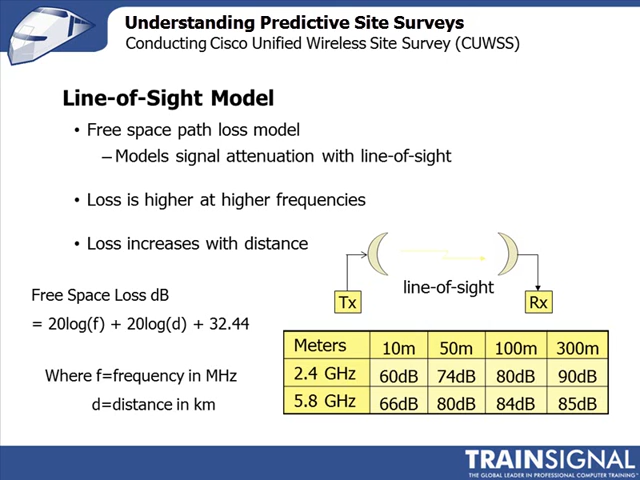 Understanding Predictive Site Surveys
Conducting Cisco Unified Wireless Site Survey (CUWSS)
Line-of-Sight Model
• Free space path loss model
– Models signal attenuation with line-of-sight
• Loss is higher at higher frequencies
• Loss increases with distance
line-of-sight
Tx
Rx
Free Space Loss dB
= 20log(f) + 20log(d) + 32.44
Where f=frequency in MHz
d=distance in km
Meters 10m 50m 100m 300m
2.4 GHz 60dB 74dB 80dB 90dB
5.8 GHz 66dB 80dB 84dB 85dB
TRAINSIGNAL
THE GLOBAL LEADER IN PROFESSIONAL COMPUTER TRAINING